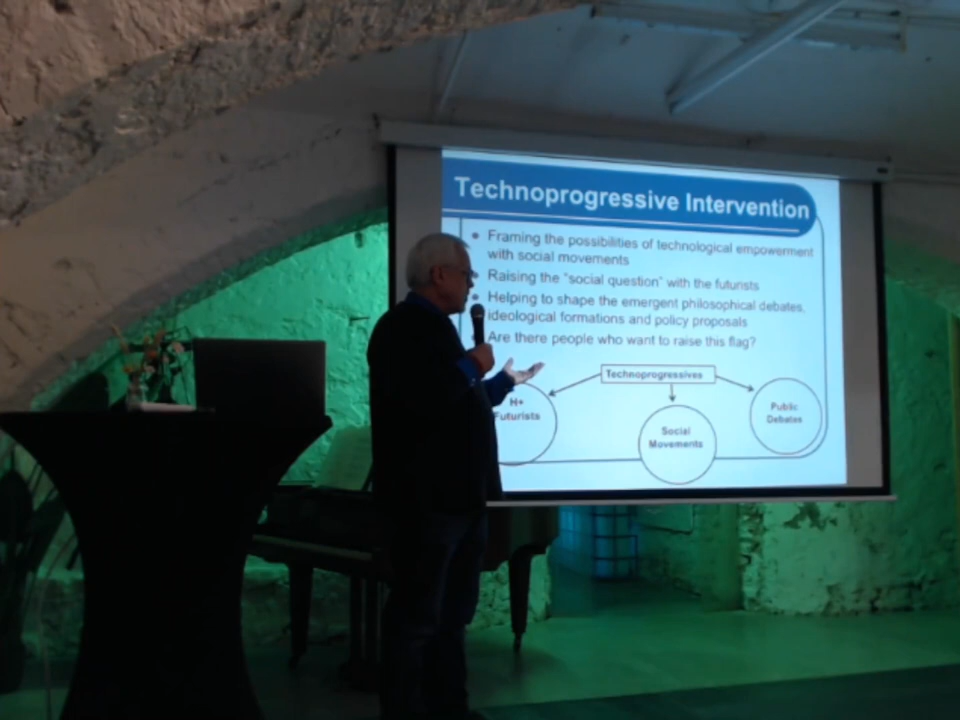 Technoprogressive Intervention
• Framing the possibilities of technological empowerment
with social movements
• Raising the "social question" with the futurists
• Helping to shape the emergent philosophical debates,
ideological formations and policy proposals
Are there people who want to raise this flag?
Technoprogressives
H+
Futurists
Social
Movements
Public
Debates